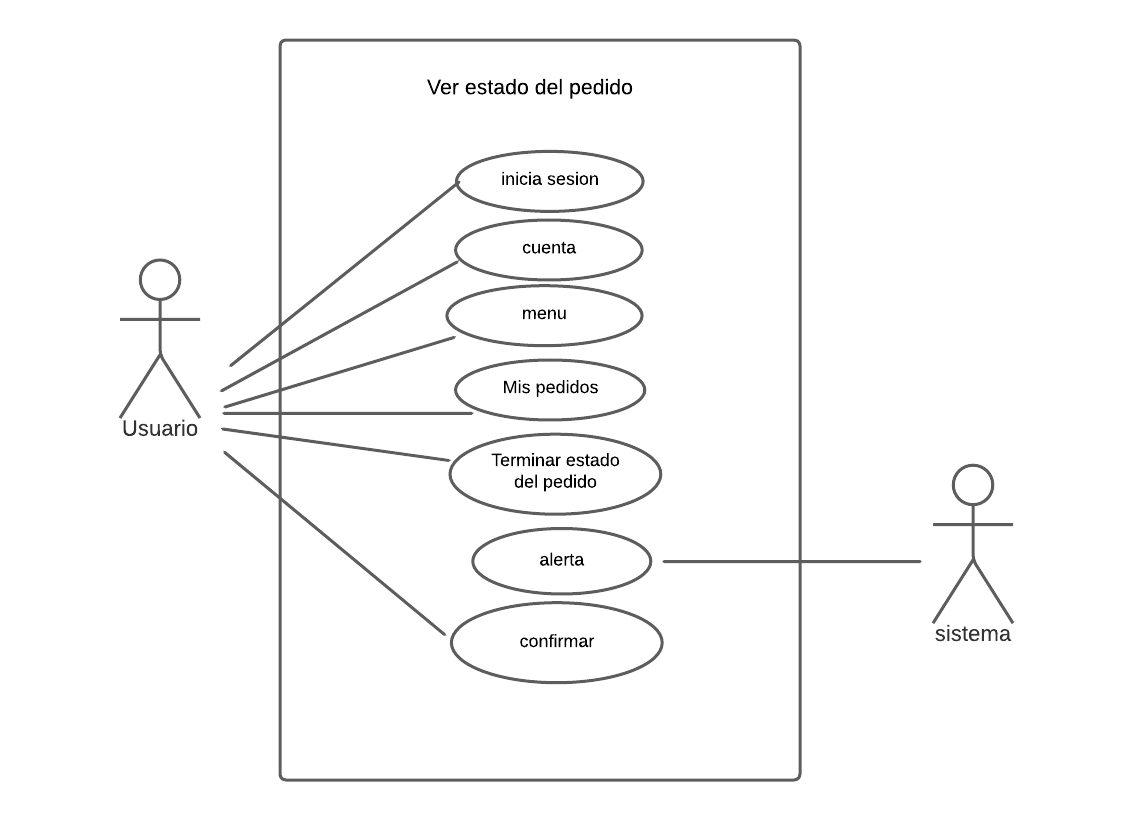 Ver estado del pedido
inicia sesion
cuenta
menu
Mis pedidos
Usuario
Terminar estado
del pedido
alerta
sistema
confirmar